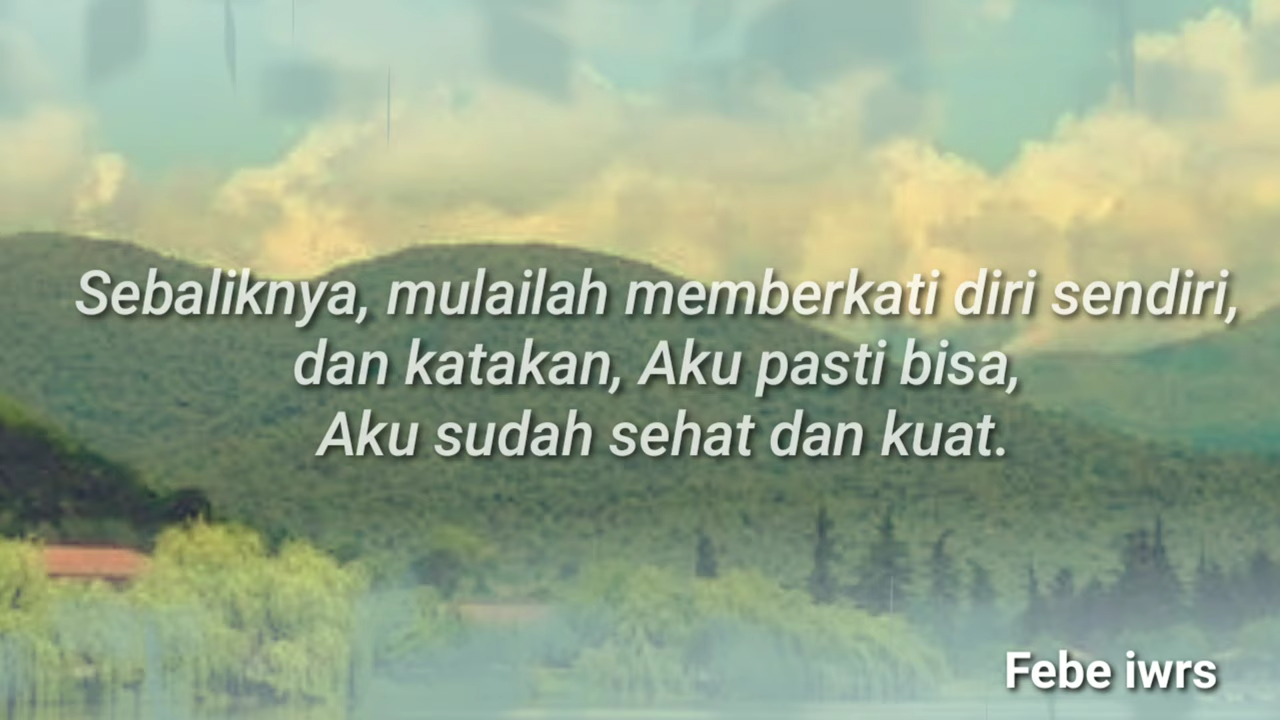 Sebaliknya, mulailah memberkati diri sendiri,
dan katakan, Aku pasti bisa,
Aku sudah sehat dan kuat.
Febe iwrs